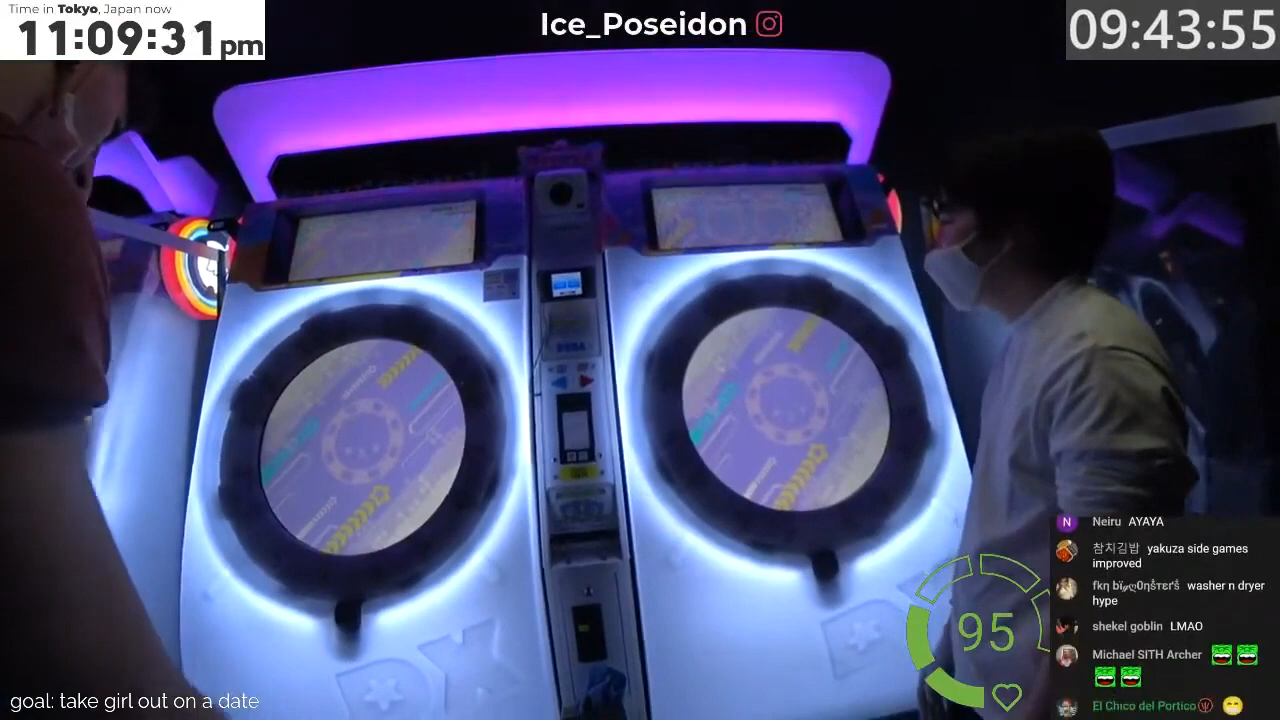 Time in Tokyo, Japan now
11:09:31pm
Ice_Poseidon
09:43:55
SEGA
95
goal: take girl out on a date
N Neiru AYAYA
참치김밥 yakuza side games
improved
washer n dryer
hype
shekel goblin LMAO
Michael SITH Archer
El Chico del Portico